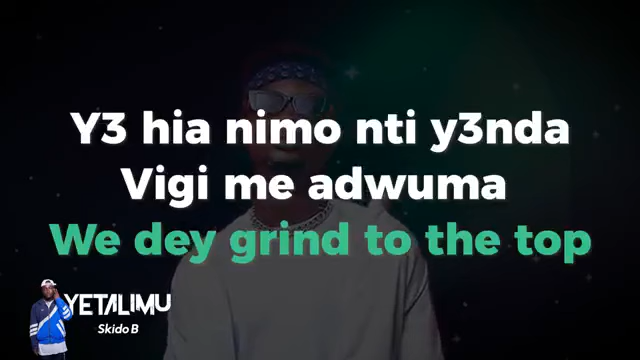 Y3 hia nimo nti y3nda
Vigi me adwuma
We dey grind to the top
YETALIMU
Skido B